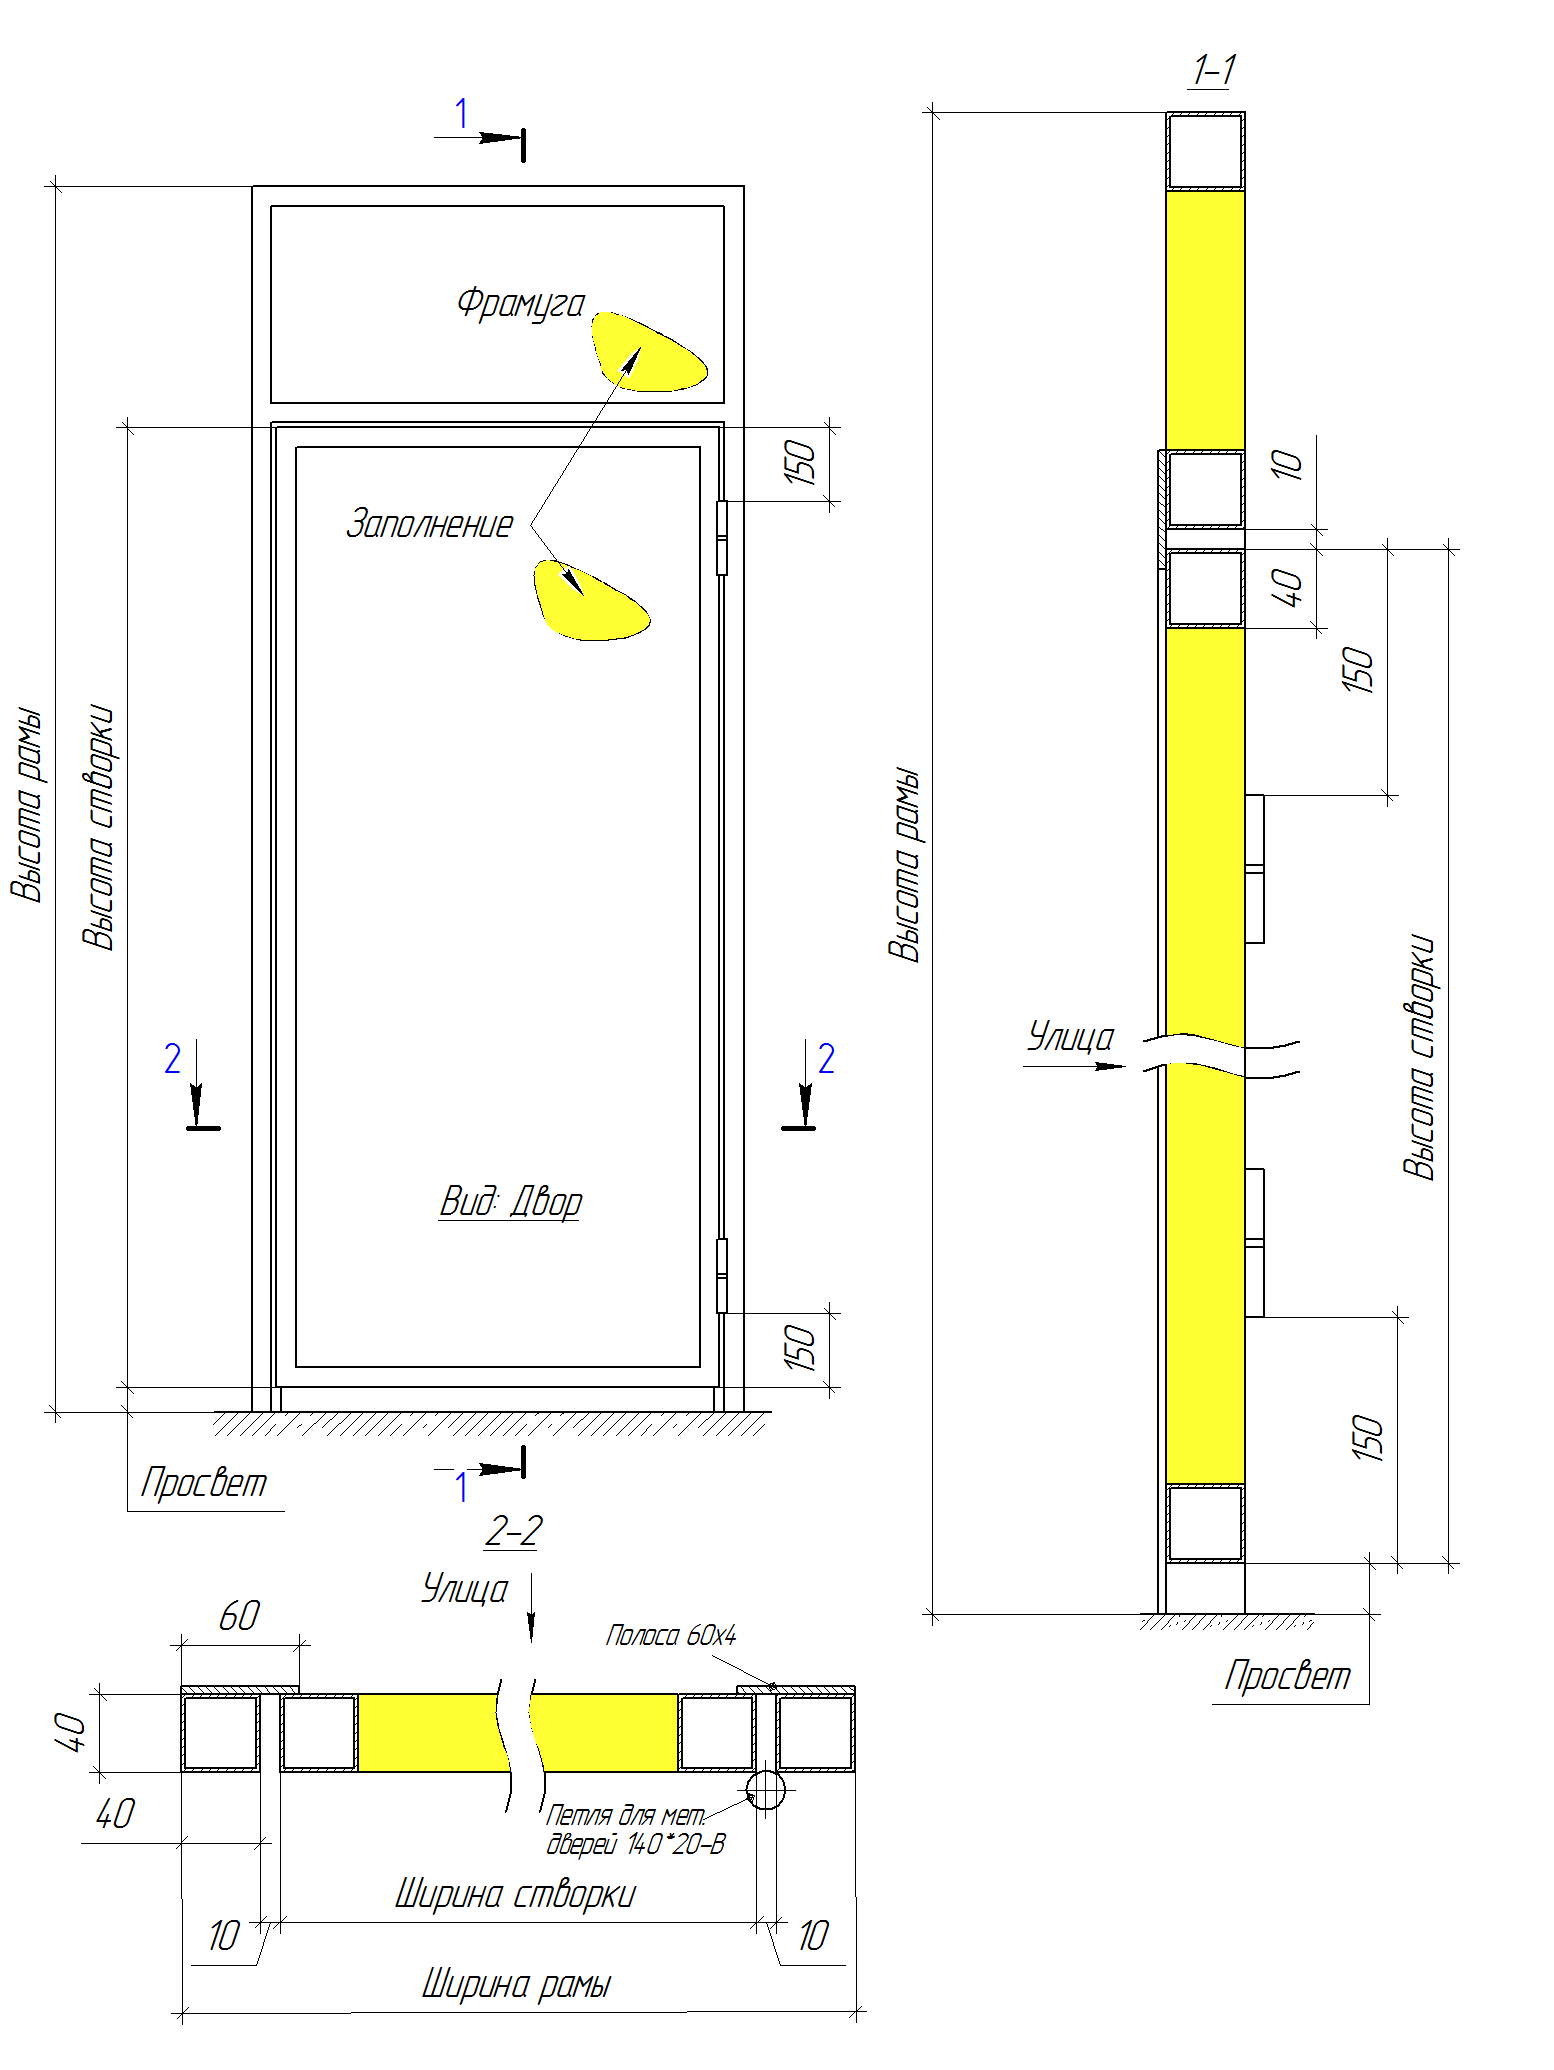 1
Фрамуга
150
Заполнение
Высота рамы
Высота створки
2
2
Вид: Двор
150
1
Просвет
1-1
10
40
150
Высота рамы
Улица
Высота створки
150
Просвет
2-2
Улица
60
Полоса 60х4
40
40
Петля для мет.
дверей 140*20-В
Ширина створки
10
10
Ширина рамы